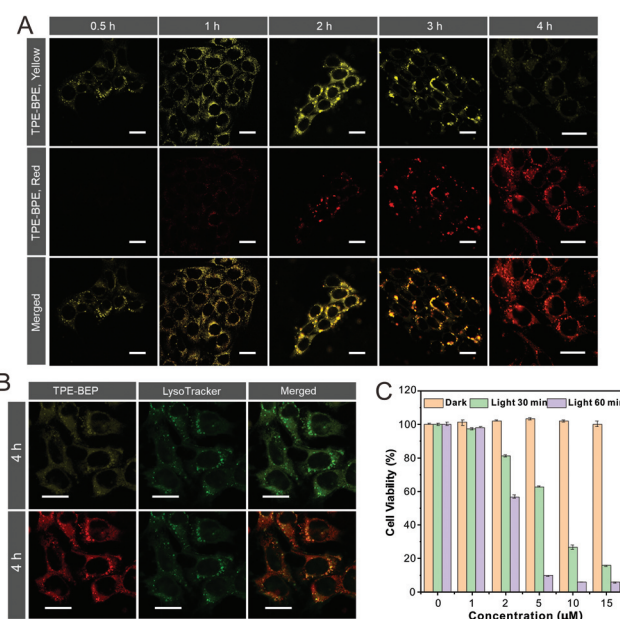 A
0.5 h 1 h 2 h 3 h 4 h
TPE-BPE, Yellow
TPE-BPE, Red
Merged
B
TPE-BEP LysoTracker Merged
4 h
4 h
C
120
100
80
60
40
20
0
Cell Viability (%)
Dark Light 30 min Light 60 min
0 1 2 5 10 15
Concentration (μM)